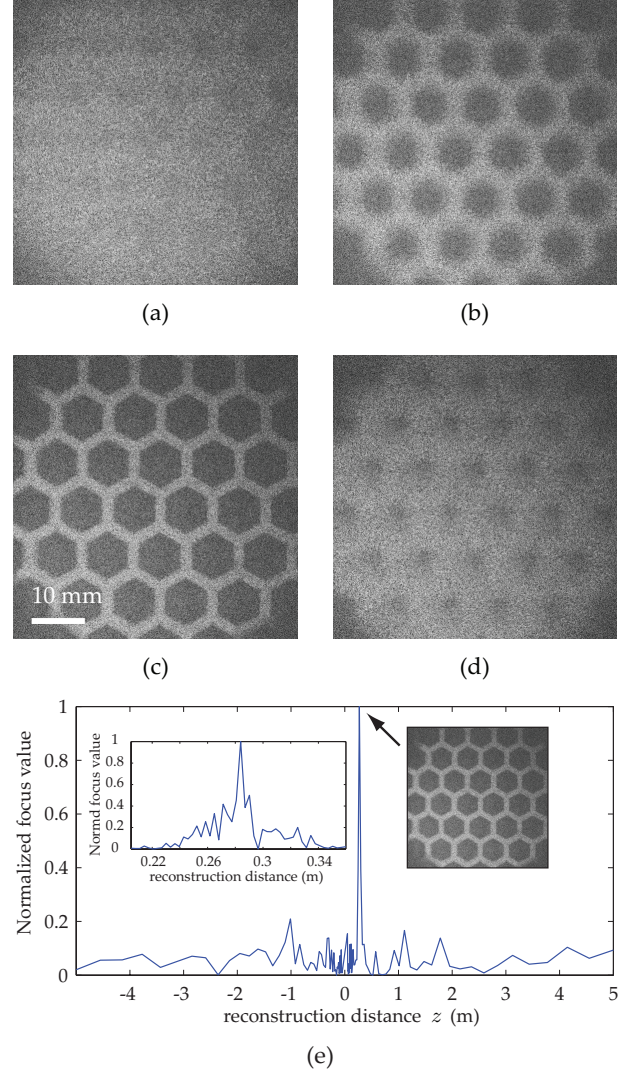 (a)
(b)
10 mm
(c)
(d)
1
0.8
0.6
0.4
0.2
0
Normalized focus value
1
0.8
0.6
0.4
0.2
0
Normd focus value
0.22
0.26
0.3
0.34
reconstruction distance (m)
-4
-3
-2
-1
0
1
2
3
4
5
reconstruction distance z (m)
(e)